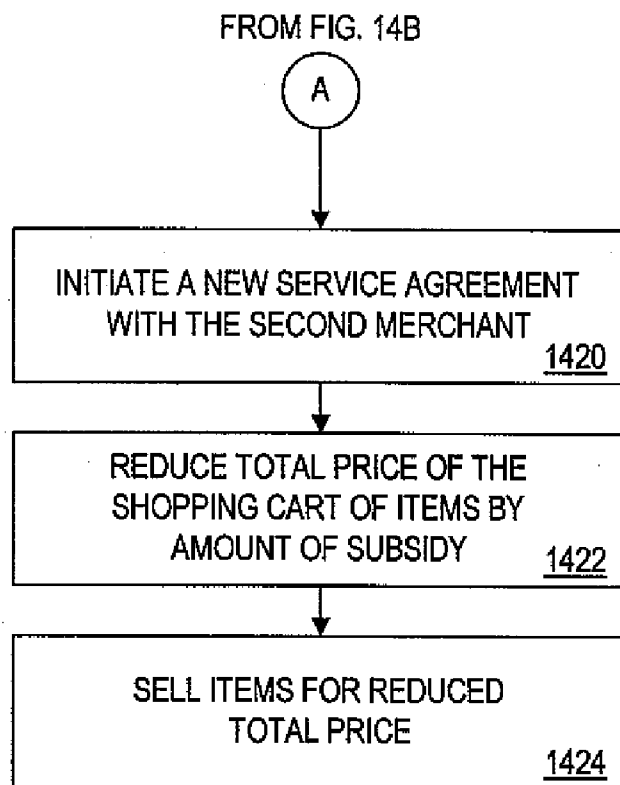 FROM FIG. 14B
A
INITIATE A NEW SERVICE AGREEMENT
WITH THE SECOND MERCHANT
1420
REDUCE TOTAL PRICE OF THE
SHOPPING CART OF ITEMS BY
AMOUNT OF SUBSIDY
1422
SELL ITEMS FOR REDUCED
TOTAL PRICE
1424